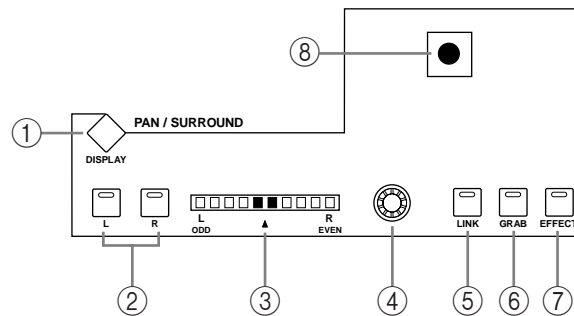 ⑧
① PAN / SURROUND
DISPLAY
L R L R LINK GRAB EFFECT
ODD ▲ EVEN
② ③ ④ ⑤ ⑥ ⑦